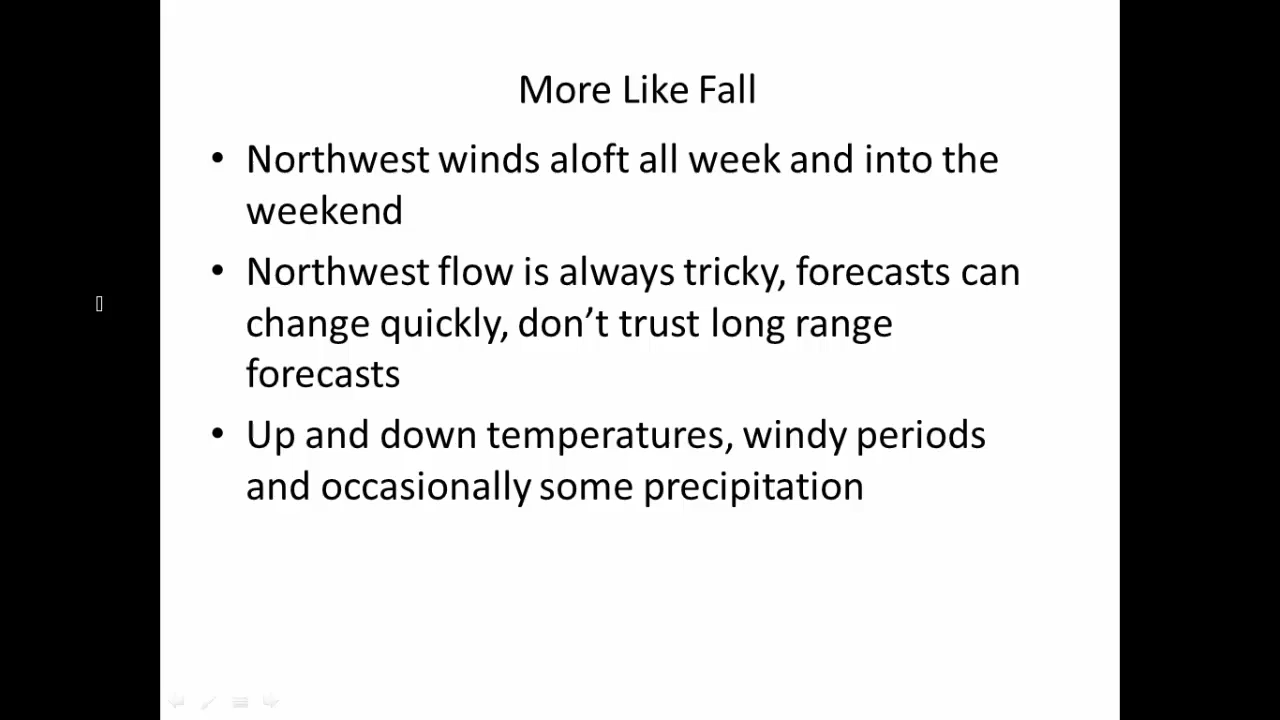 More Like Fall
• Northwest winds aloft all week and into the
weekend
• Northwest flow is always tricky, forecasts can
change quickly, don’t trust long range
forecasts
• Up and down temperatures, windy periods
and occasionally some precipitation